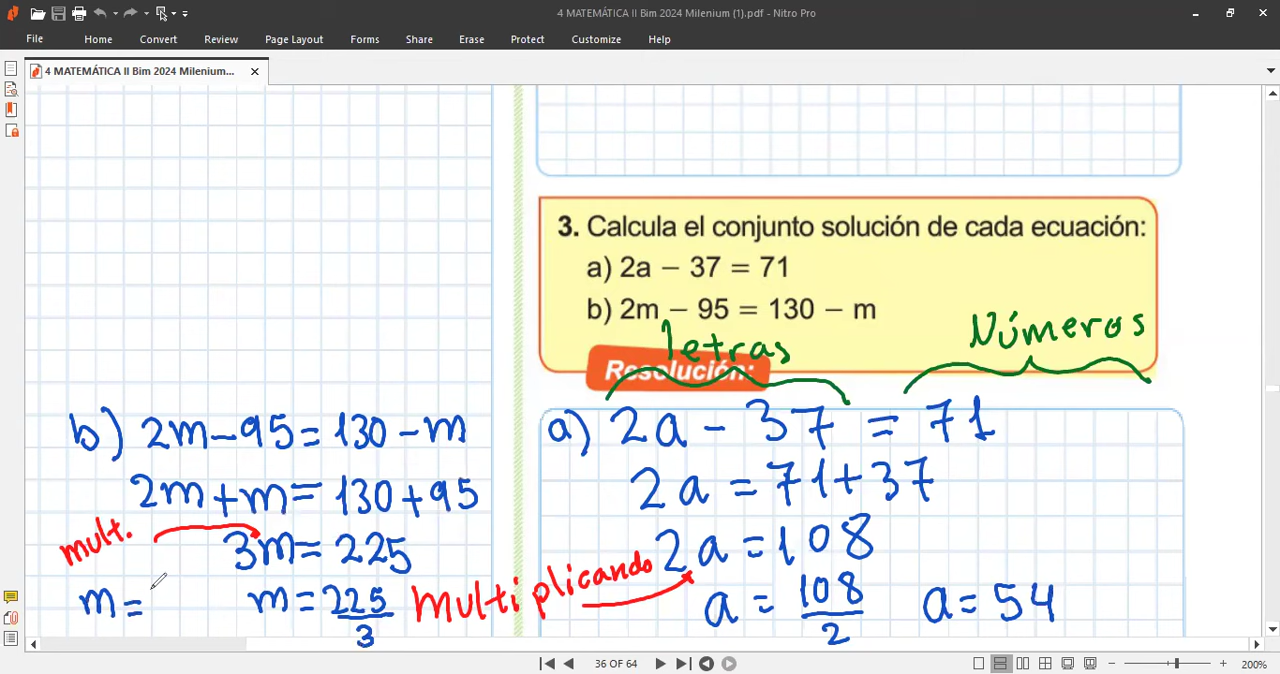 4 MATEMÁTICA II Bim 2024 Milenium (1).pdf - Nitro Pro
File Home Convert Review Page Layout Forms Share Erase Protect Customize Help
4 MATEMÁTICA II Bim 2024 Milenium...
3. Calcula el conjunto solución de cada ecuación:
a) 2a − 37 = 71
b) 2m − 95 = 130 − m
letras
Números
Resolución:
b) 2m-95=130-m
2m+m=130+95
mult.
3m=225
m= m=225/3
a) 2a - 37 = 71
2a = 71+37
2a = 108
multiplicando
a = 108/2 a = 54
36 OF 64
200%